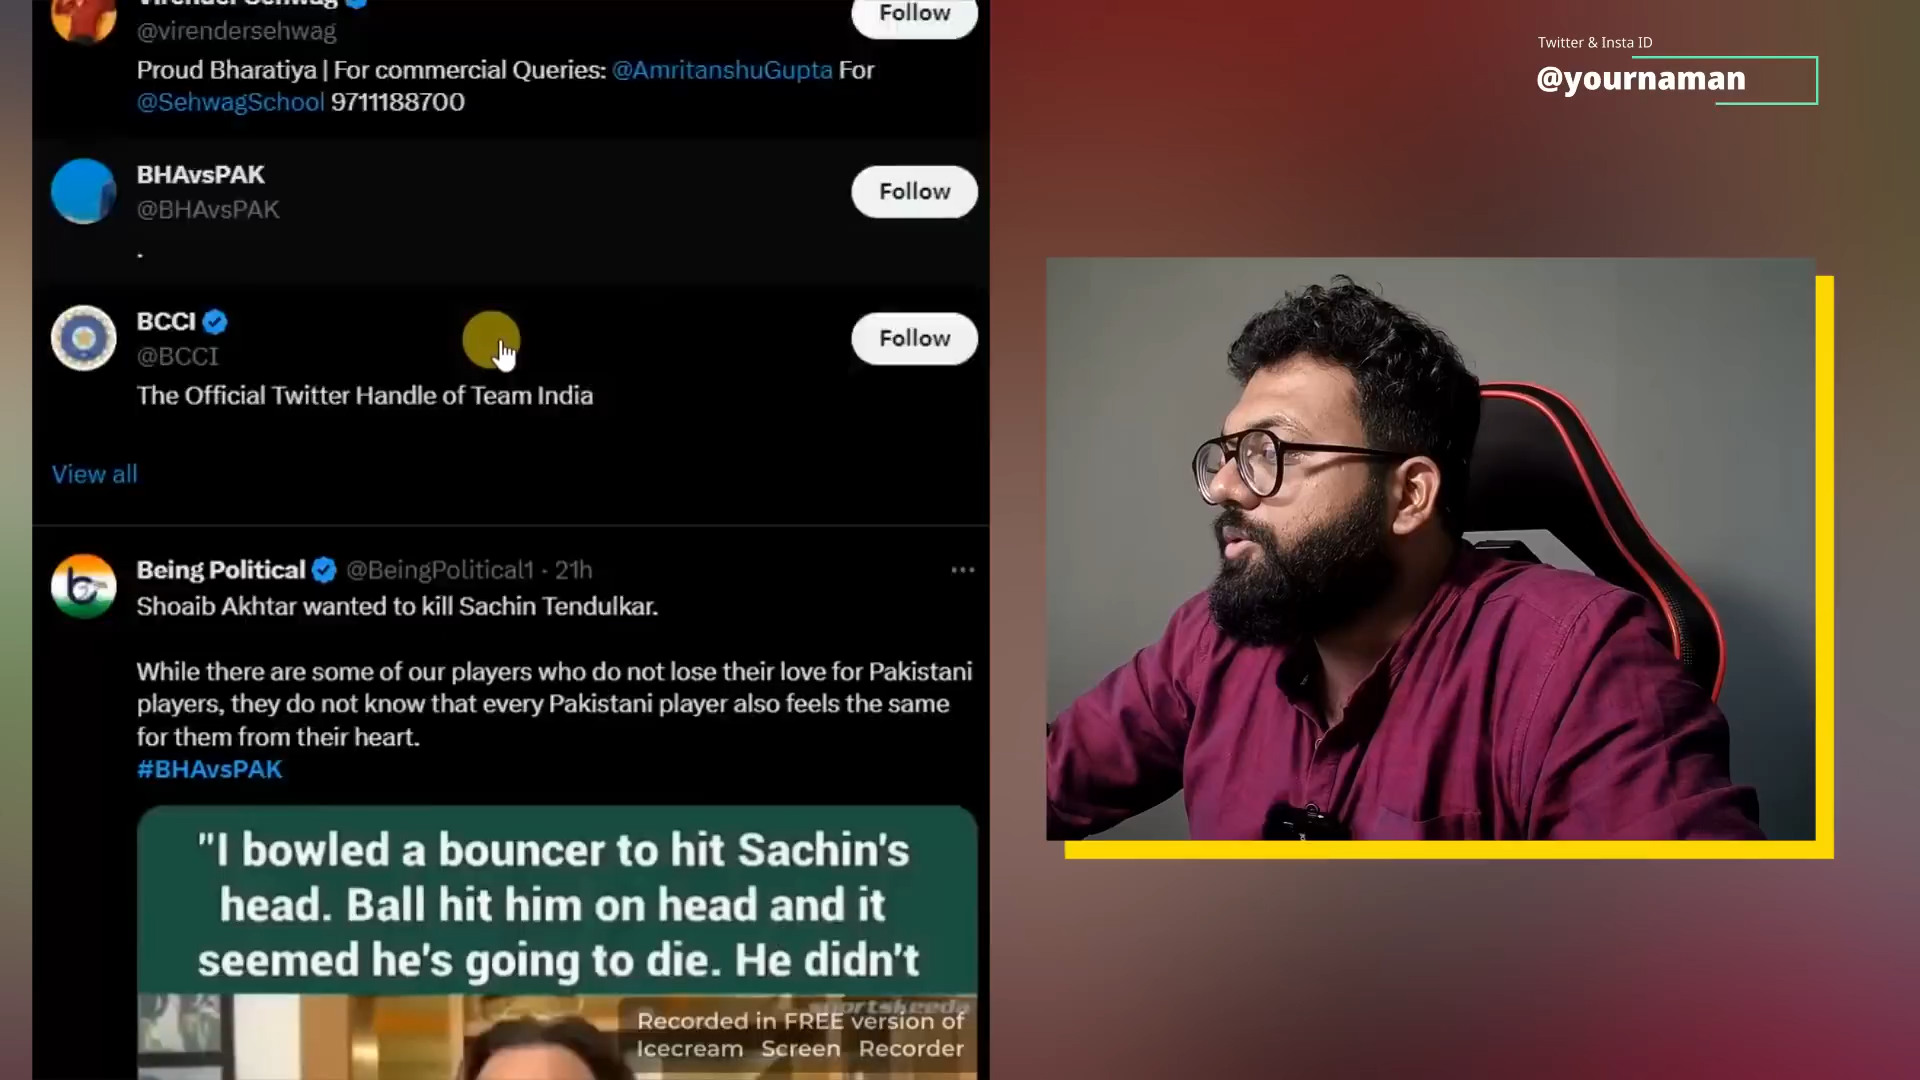 Virender Sehwag
@virendersehwag
Follow
Proud Bharatiya | For commercial Queries: @AmritanshuGupta For
@SehwagSchool 9711188700
BHAvsPAK
@BHAvsPAK
Follow
.
BCCI
@BCCI
Follow
The Official Twitter Handle of Team India
View all
Being Political @BeingPolitical1 · 21h
Shoaib Akhtar wanted to kill Sachin Tendulkar.
While there are some of our players who do not lose their love for Pakistani
players, they do not know that every Pakistani player also feels the same
for them from their heart.
#BHAvsPAK
"I bowled a bouncer to hit Sachin's
head. Ball hit him on head and it
seemed he's going to die. He didn't
sportskeeda
Recorded in FREE version of
Icecream Screen Recorder
Twitter & Insta ID
@yournaman